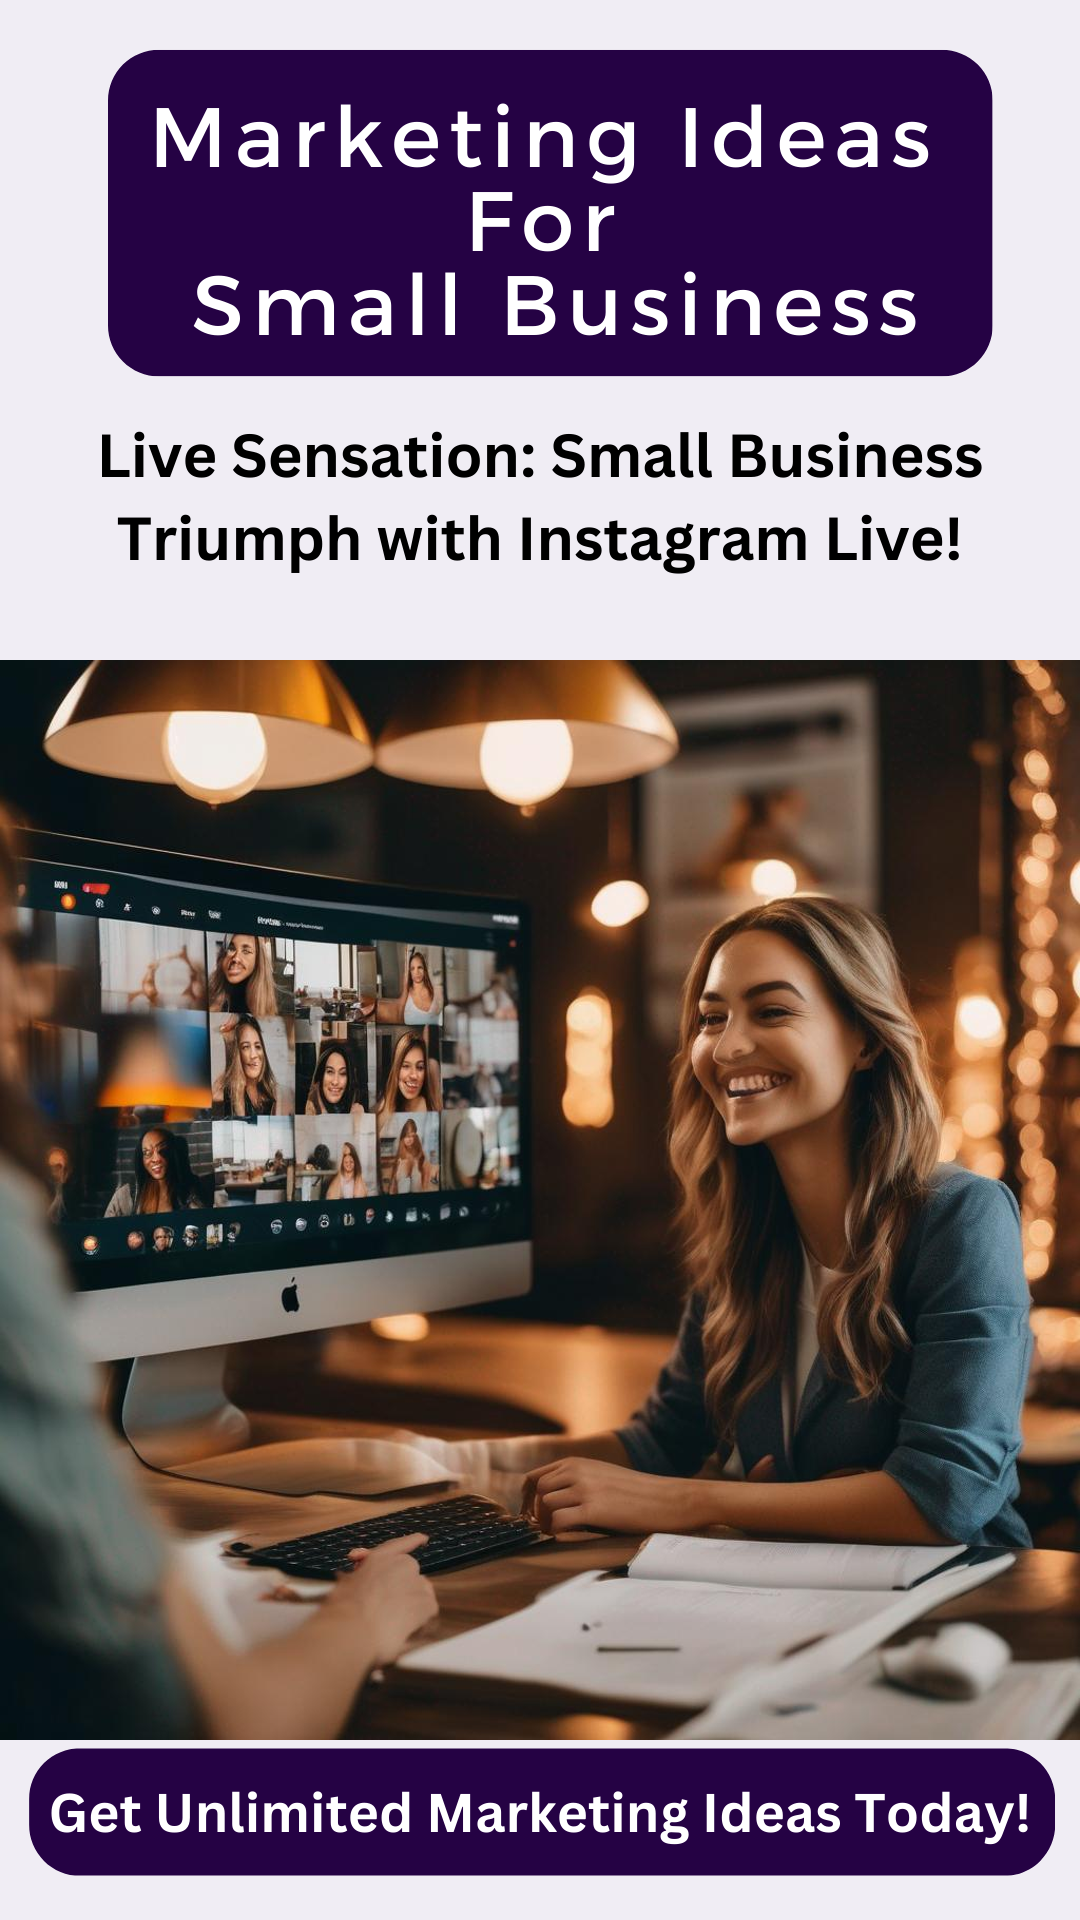 Marketing Ideas
For
Small Business
Live Sensation: Small Business
Triumph with Instagram Live!
Get Unlimited Marketing Ideas Today!